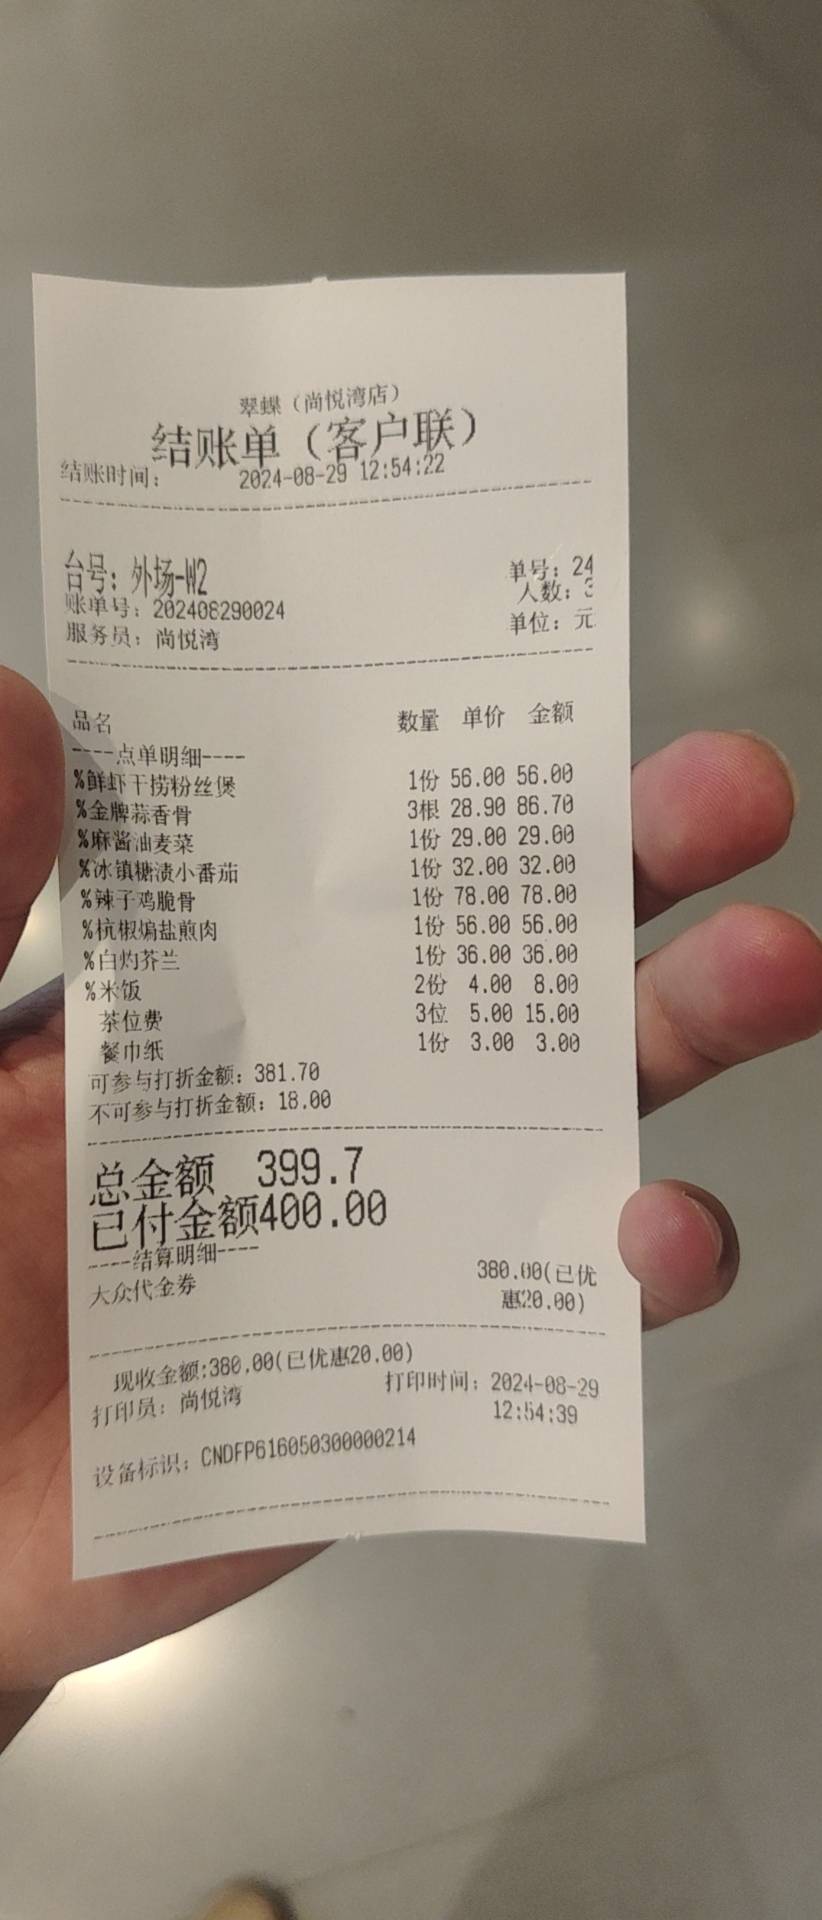 翠蝶（尚悦湾店）
结账单（客户联）
结账时间： 2024-08-29 12:54:22
台号：外场-W2
单号：24
人数：3
账单号：202408290024
服务员：尚悦湾
单位：元
品名 数量 单价 金额
----点单明细----
%鲜虾干捞粉丝煲 1份 56.00 56.00
%金牌蒜香骨 3根 28.90 86.70
%麻酱油麦菜 1份 29.00 29.00
%冰镇糖渍小番茄 1份 32.00 32.00
%辣子鸡脆骨 1份 78.00 78.00
%杭椒煸盐煎肉 1份 56.00 56.00
%白灼芥兰 1份 36.00 36.00
%米饭 2份 4.00 8.00
茶位费 3位 5.00 15.00
餐巾纸 1份 3.00 3.00
可参与打折金额：381.70
不可参与打折金额：18.00
总金额 399.7
已付金额400.00
----结算明细----
大众代金券 380.00(已优
惠20.00)
现收金额:380.00(已优惠20.00)
打印员：尚悦湾 打印时间：2024-08-29
12:54:39
设备标识：CNDFP616050300000214